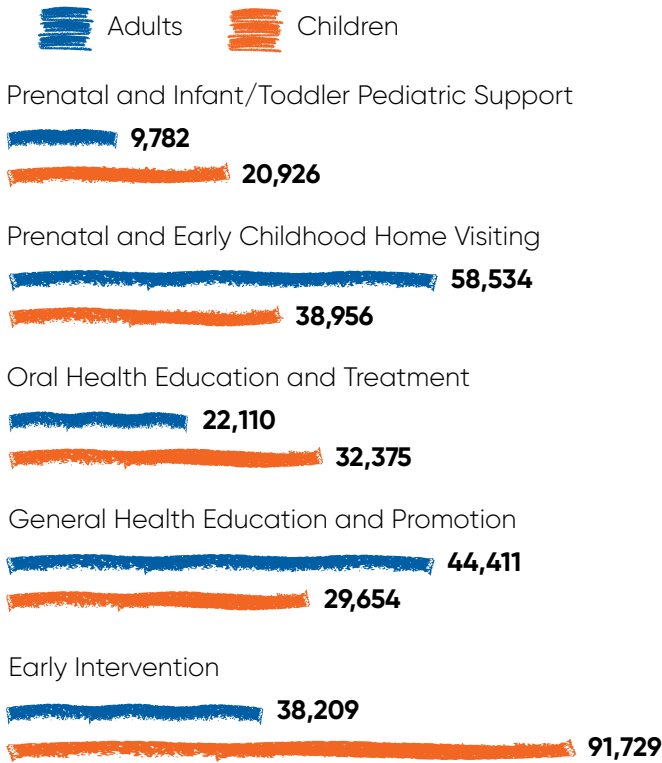 Adults Children
Prenatal and Infant/Toddler Pediatric Support
9,782
20,926
Prenatal and Early Childhood Home Visiting
58,534
38,956
Oral Health Education and Treatment
22,110
32,375
General Health Education and Promotion
44,411
29,654
Early Intervention
38,209
91,729